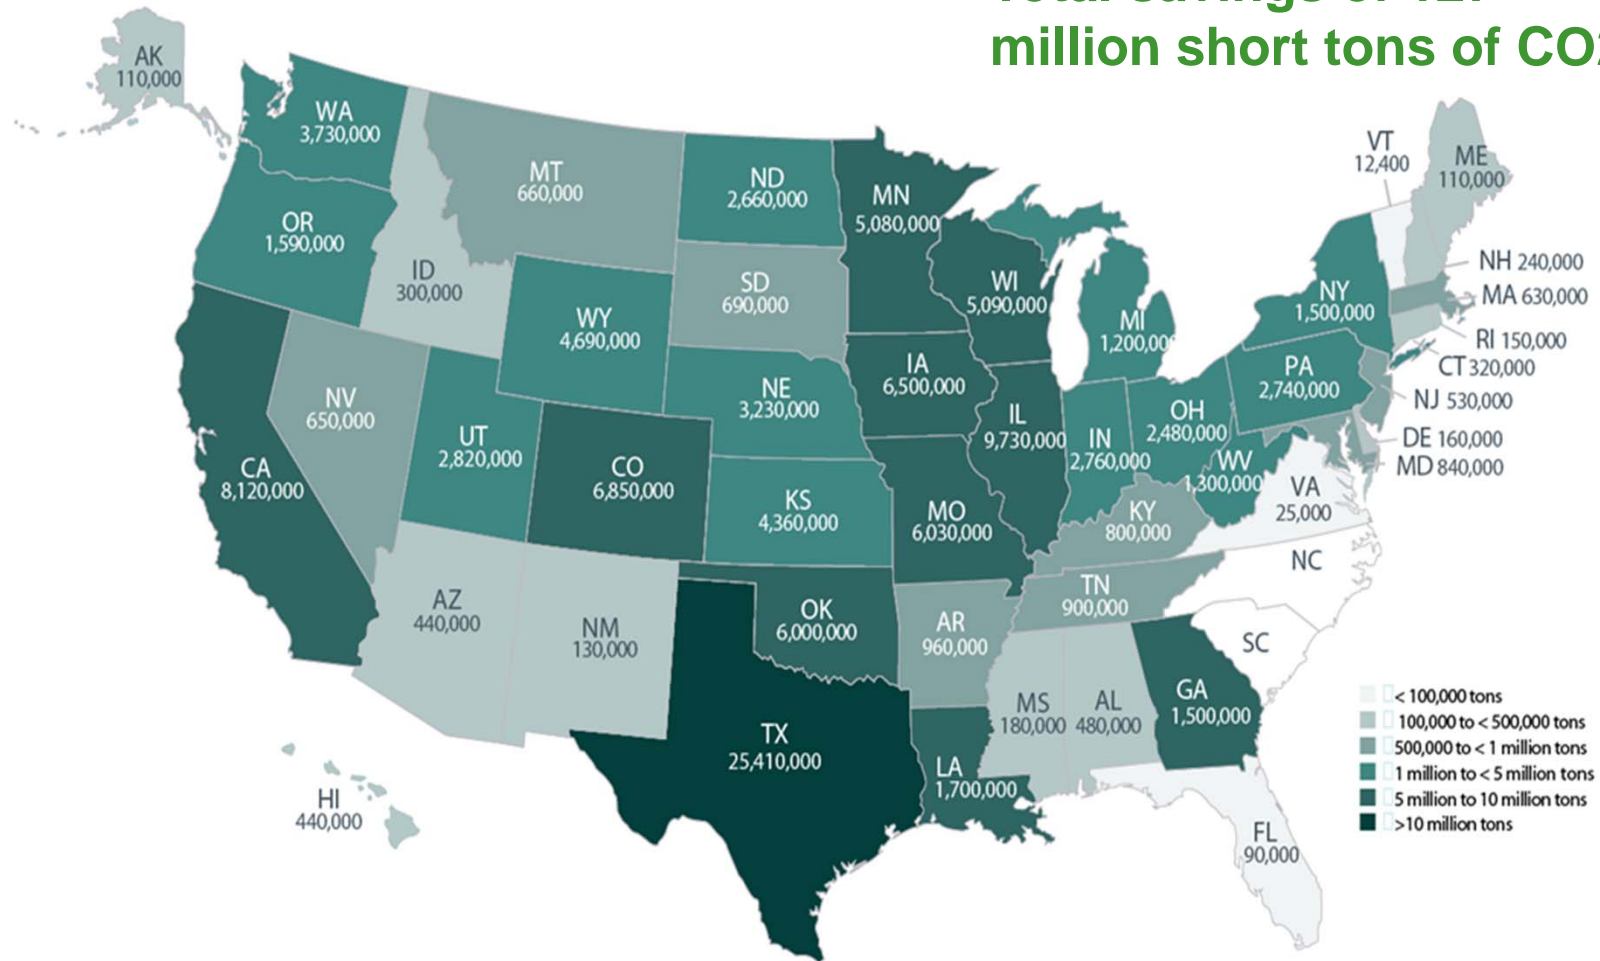 Total savings of 127
million short tons of CO2
AK
110,000
WA
3,730,000
MT
660,000
ND
2,660,000
MN
5,080,000
VT
12,400
ME
110,000
OR
1,590,000
ID
300,000
SD
690,000
WI
5,090,000
NH 240,000
MA 630,000
WY
4,690,000
MI
1,200,000
NY
1,500,000
RI 150,000
CT 320,000
IA
6,500,000
PA
2,740,000
NV
650,000
NE
3,230,000
NJ 530,000
UT
2,820,000
IL
9,730,000
IN
2,760,000
OH
2,480,000
DE 160,000
MD 840,000
CA
8,120,000
CO
6,850,000
KS
4,360,000
MO
6,030,000
WV
1,300,000
VA
25,000
KY
800,000
NC
AZ
440,000
NM
130,000
OK
6,000,000
AR
960,000
TN
900,000
SC
TX
25,410,000
MS
180,000
AL
480,000
GA
1,500,000
LA
1,700,000
HI
440,000
FL
90,000
< 100,000 tons
100,000 to < 500,000 tons
500,000 to < 1 million tons
1 million to < 5 million tons
5 million to 10 million tons
>10 million tons